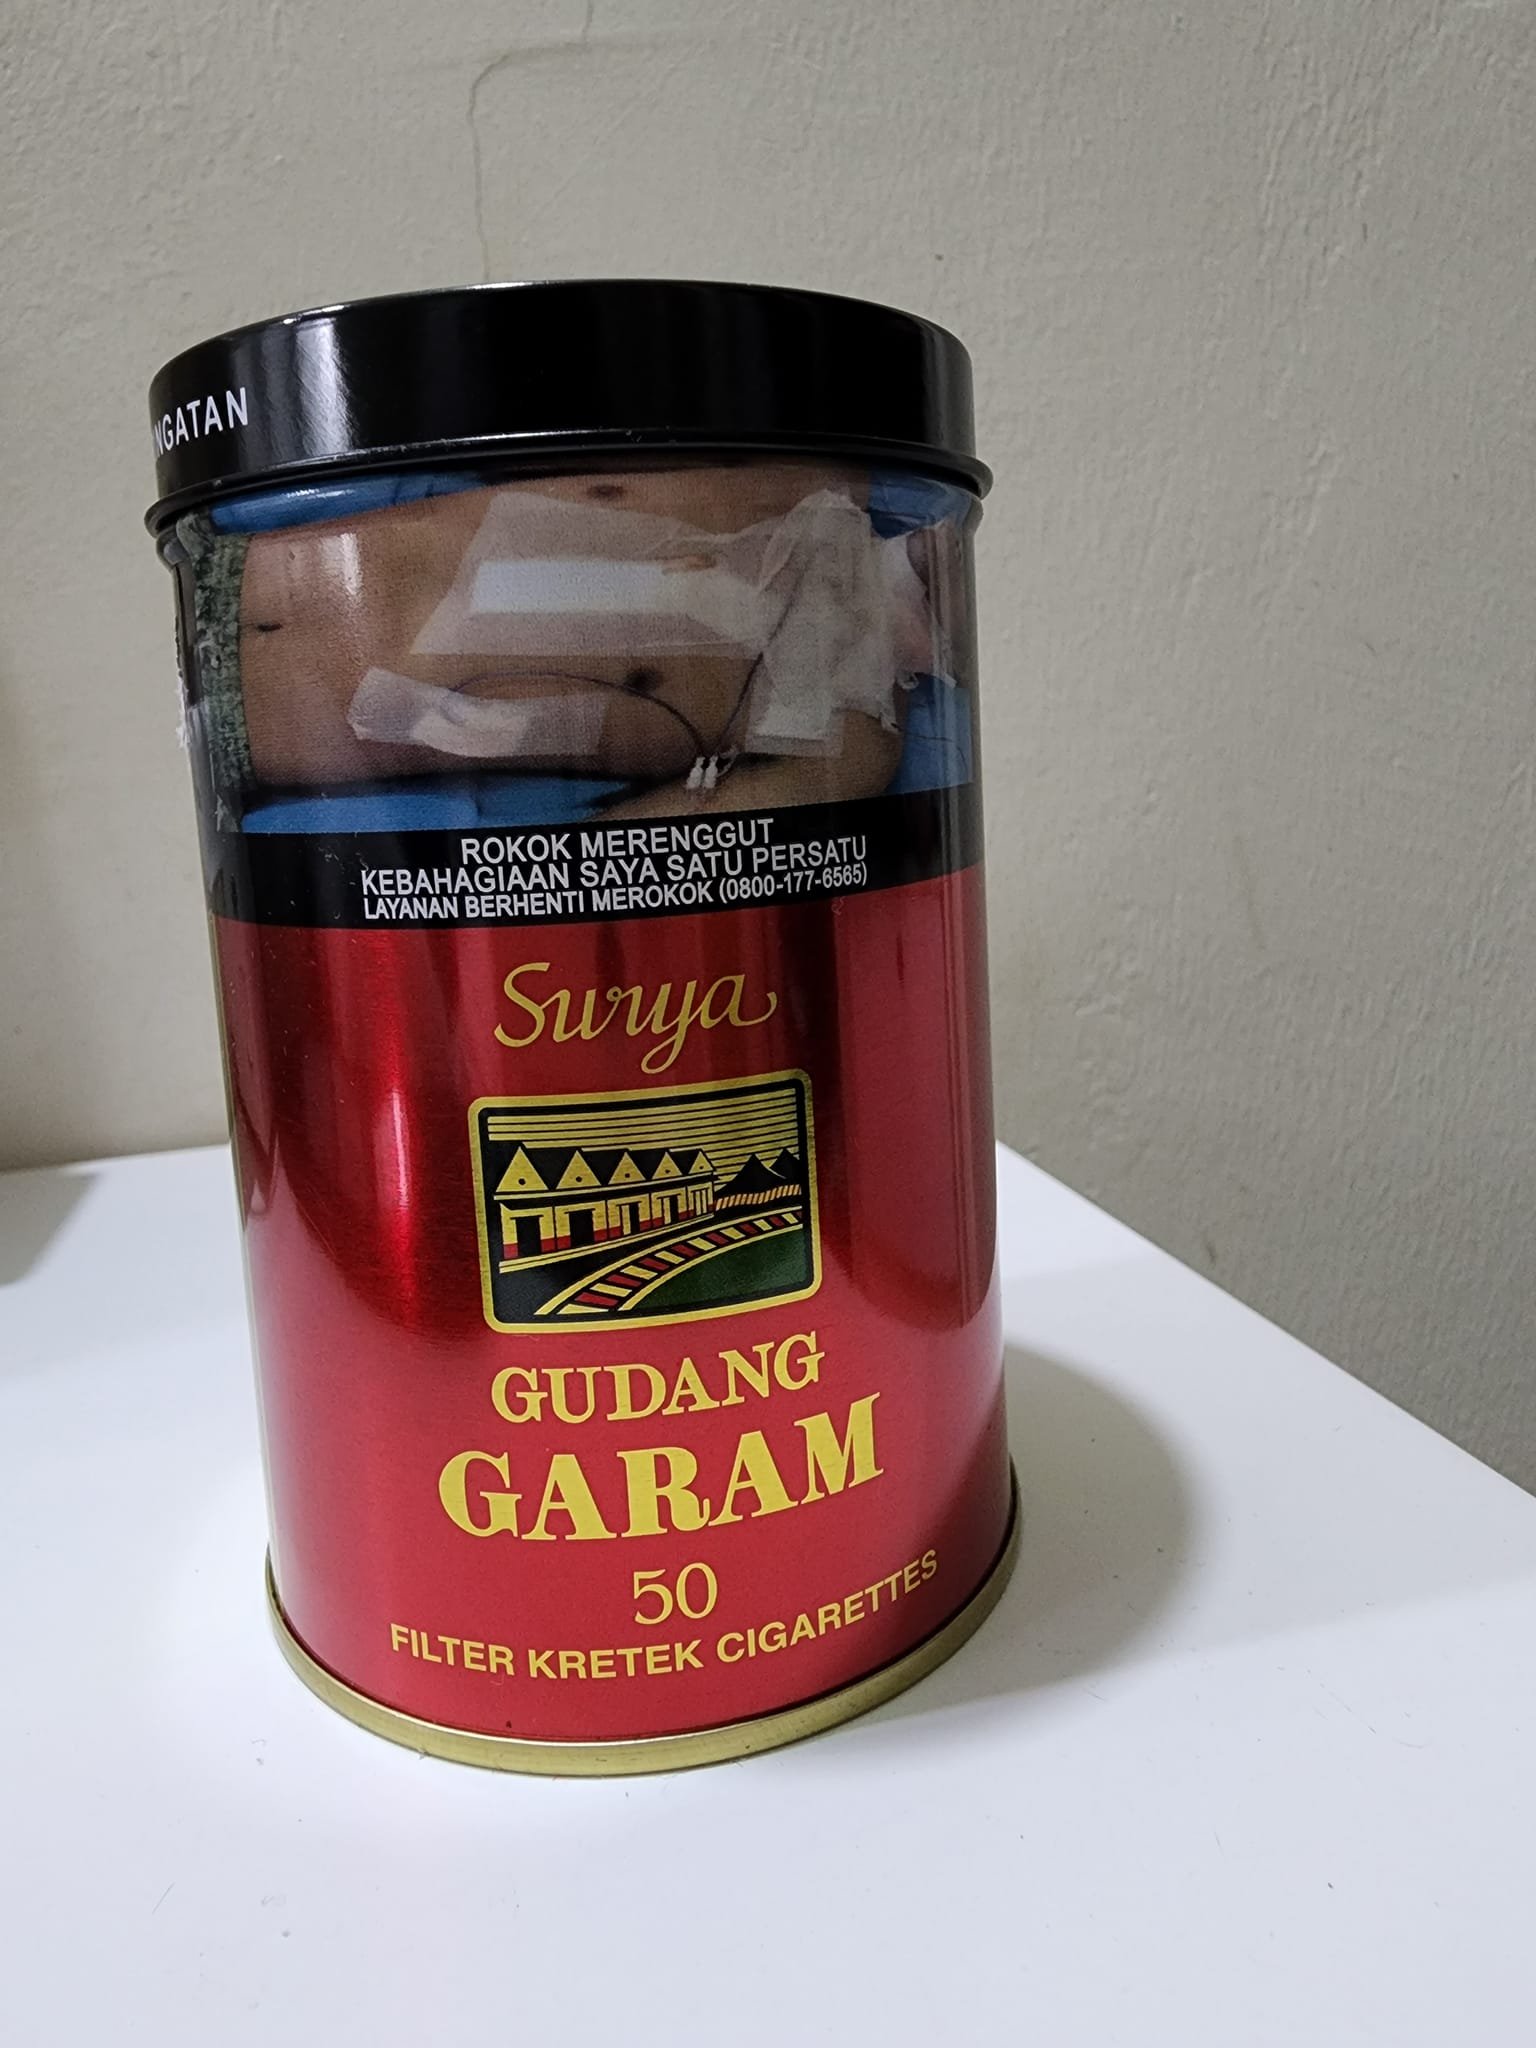 ROKOK MERENGGUT
KEBAHAGIAAN SAYA SATU PERSATU
LAYANAN BERHENTI MEROKOK (0800-177-6565)
Surya
GUDANG
GARAM
50
FILTER KRETEK CIGARETTES